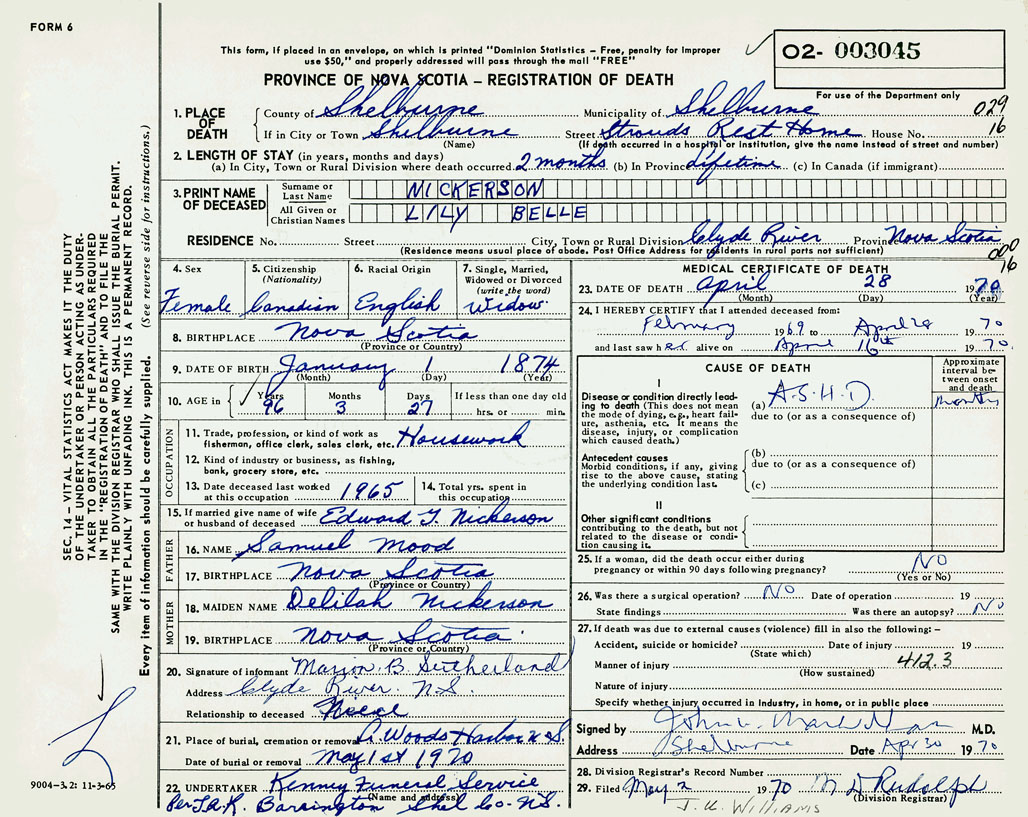 FORM 6
This form, if placed in an envelope, on which is printed "Dominion Statistics – Free, penalty for improper
use $50," and properly addressed will pass through the mail "FREE"
O2- 003045
PROVINCE OF NOVA SCOTIA – REGISTRATION OF DEATH
For use of the Department only
1. PLACE OF DEATH { County of Shelburne Municipality of Shelburne 029
If in City or Town Shelburne Street Strouds Rest Home House No. 16
(Name) (If death occurred in a hospital or institution, give the name instead of street and number)
2. LENGTH OF STAY (in years, months and days)
(a) In City, Town or Rural Division where death occurred 2 months (b) In Province Lifetime (c) In Canada (if immigrant)
3. PRINT NAME OF DECEASED { Surname or Last Name NICKERSON
All Given or Christian Names LILY BELLE
RESIDENCE No. Street City, Town or Rural Division Clyde River Province Nova Scotia
(Residence means usual place of abode. Post Office Address for residents in rural parts not sufficient) 000
16
4. Sex Female
5. Citizenship (Nationality) Canadian
6. Racial Origin English
7. Single, Married, Widowed or Divorced (write the word) Widow
8. BIRTHPLACE Nova Scotia
(Province or Country)
9. DATE OF BIRTH January 1 1874
(Month) (Day) (Year)
10. AGE in { Years Months Days If less than one day old
96 3 27 hrs. or min.
OCCUPATION
11. Trade, profession, or kind of work as
fisherman, office clerk, sales clerk, etc. Housework
12. Kind of industry or business, as fishing,
bank, grocery store, etc.
13. Date deceased last worked
at this occupation 1965
14. Total yrs. spent in
this occupation
15. If married give name of wife
or husband of deceased Edward T. Nickerson
FATHER
16. NAME Samuel Mood
17. BIRTHPLACE Nova Scotia
(Province or Country)
MOTHER
18. MAIDEN NAME Delilah Nickerson
19. BIRTHPLACE Nova Scotia
(Province or Country)
20. Signature of informant Marion B. Sutherland
Address Clyde River N.S.
Relationship to deceased Niece
21. Place of burial, cremation or removal Woods Harbor N S
Date of burial or removal May 1st 1970
22. UNDERTAKER Kenny Funeral Service
(Name and address)
Barrington Shel Co. N.S.
MEDICAL CERTIFICATE OF DEATH
23. DATE OF DEATH April 28 1970
(Month) (Day) (Year)
24. I HEREBY CERTIFY that I attended deceased from:
February 1969 to April 28 1970
and last saw her alive on April 16th 1970
CAUSE OF DEATH
Approximate
interval be-
tween onset
and death
I
Disease or condition directly lead-
ing to death (This does not
mean the mode of dying, e.g., heart fail-
ure, asthenia, etc. It means the
disease, injury, or complication
which caused death.)
(a) A.S.H.D. months
due to (or as a consequence of)
Antecedent causes
Morbid conditions, if any, giving
rise to the above cause, stating
the underlying condition last.
(b)
due to (or as a consequence of)
(c)
II
Other significant conditions
contributing to the death, but not
related to the disease or condi-
tion causing it.
25. If a woman, did the death occur either during
pregnancy or within 90 days following pregnancy? NO
(Yes or No)
26. Was there a surgical operation? NO Date of operation 19
State findings Was there an autopsy? No
27. If death was due to external causes (violence) fill in also the following: –
Accident, suicide or homicide? Date of injury 19
(State which)
Manner of injury 412.3
(How sustained)
Nature of injury
Specify whether injury occurred in Industry, in home, or in public place
Signed by M.D.
Address Shelburne Date Apr 30 1970
28. Division Registrar's Record Number
29. Filed May 2 1970 M D Rudolph
(Division Registrar)
J. U. WILLIAMS
SEC. 14 – VITAL STATISTICS ACT MAKES IT THE DUTY
OF THE UNDERTAKER OR PERSON ACTING AS UNDER-
TAKER TO OBTAIN ALL THE PARTICULARS REQUIRED
IN THE "REGISTRATION OF DEATH" AND TO FILE THE
SAME WITH THE DIVISION REGISTRAR WHO SHALL ISSUE THE BURIAL PERMIT.
WRITE PLAINLY WITH UNFADING INK. THIS IS A PERMANENT RECORD.
Every item of information should be carefully supplied. (See reverse side for instructions.)
9004-3.2: 11-3-65